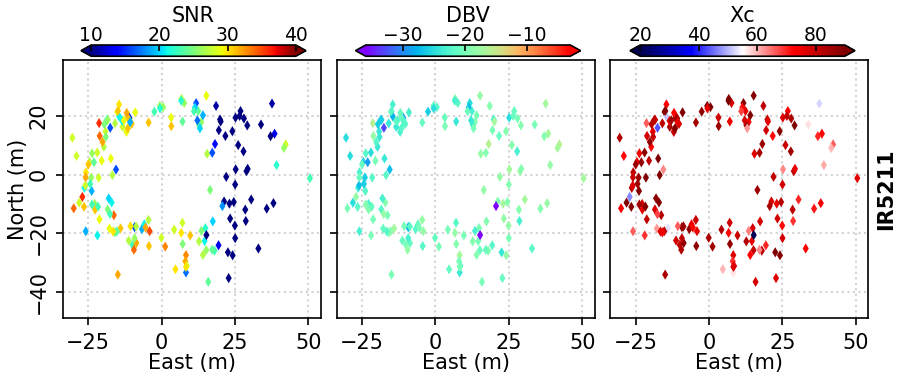 SNR DBV Xc
10 20 30 40 −30 −20 −10 20 40 60 80
North (m)
20
0
−20
−40
IR5211
−25 0 25 50 −25 0 25 50 −25 0 25 50
East (m) East (m) East (m)